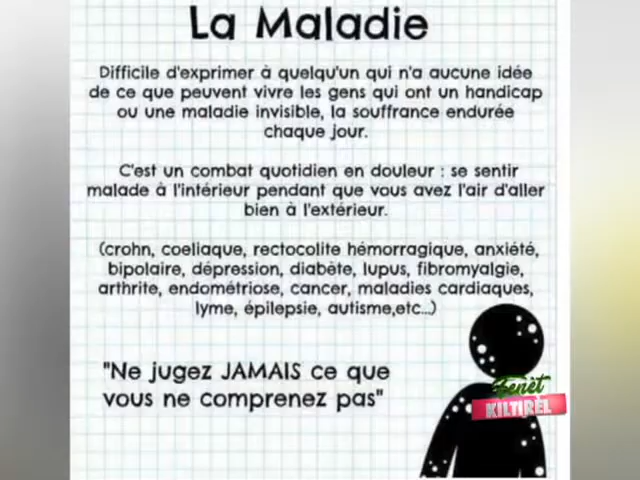 La Maladie
Difficile d'exprimer à quelqu'un qui n'a aucune idée
de ce que peuvent vivre les gens qui ont un handicap
ou une maladie invisible, la souffrance endurée
chaque jour.
C'est un combat quotidien en douleur : se sentir
malade à l'intérieur pendant que vous avez l'air d'aller
bien à l'extérieur.
(crohn, coeliaque, rectocolite hémorragique, anxiété,
bipolaire, dépression, diabète, lupus, fibromyalgie,
arthrite, endométriose, cancer, maladies cardiaques,
lyme, épilepsie, autisme,etc...)
"Ne jugez JAMAIS ce que
vous ne comprenez pas"
Fenèt
KILTIRÈL